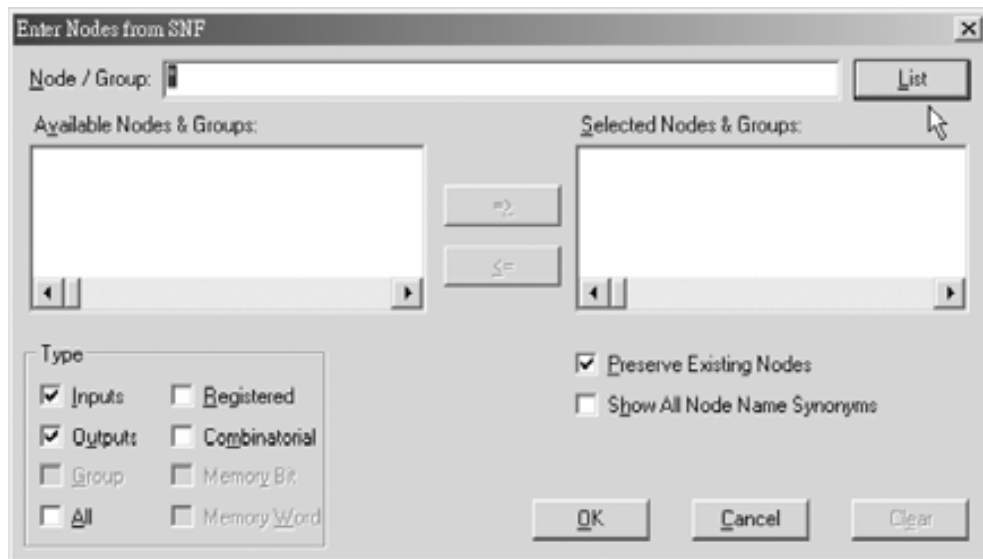 Enter Nodes from SNF
Node / Group: *
List
Available Nodes & Groups:
Selected Nodes & Groups:
=>
<=
Type
Inputs
Registered
Outputs
Combinatorial
Group
Memory Bit
All
Memory Word
Preserve Existing Nodes
Show All Node Name Synonyms
OK
Cancel
Clear